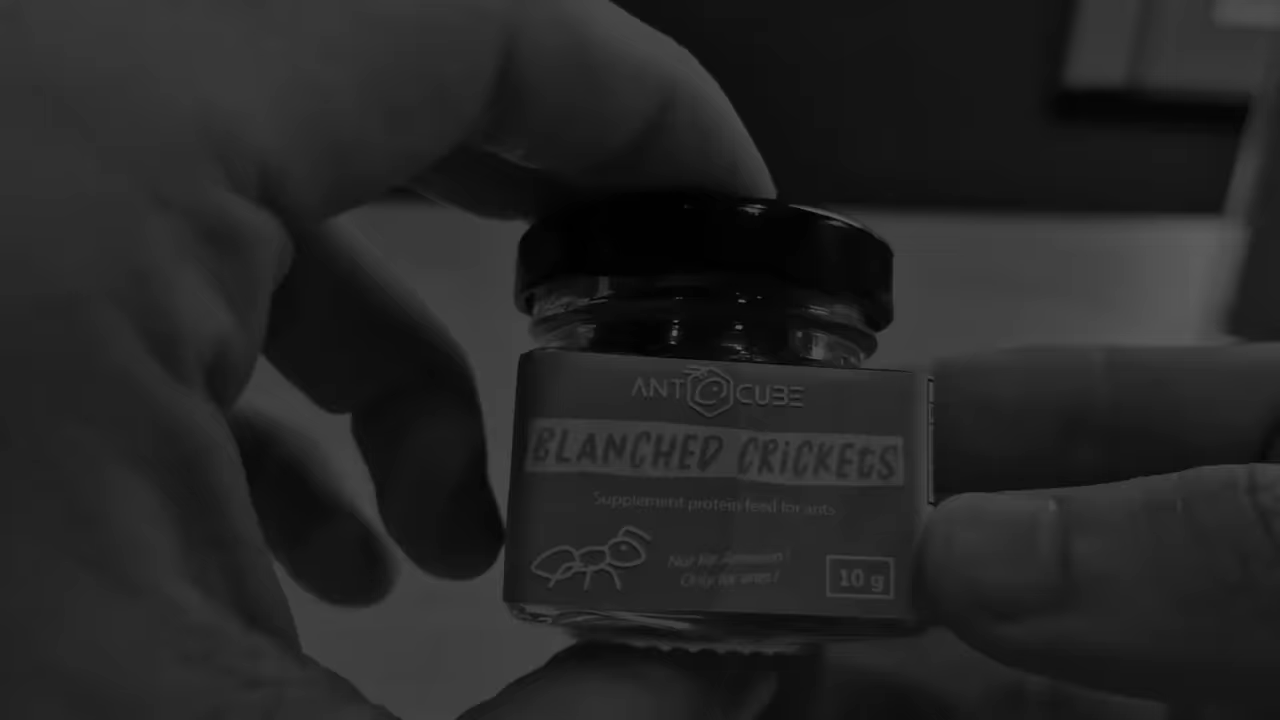 ANT CUBE
BLANCHED CRICKETS
Supplement protein feed for ants
Not for humans!
Only for ants!
10 g